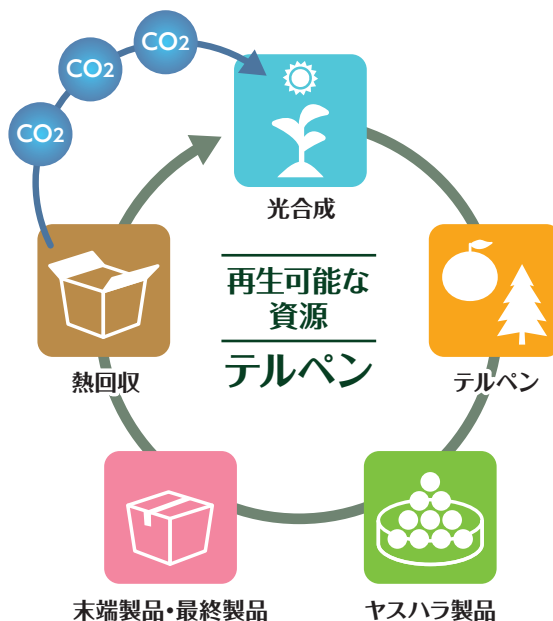 CO2
CO2
CO2
光合成
再生可能な
資源
テルペン
熱回収
テルペン
末端製品・最終製品
ヤスハラ製品